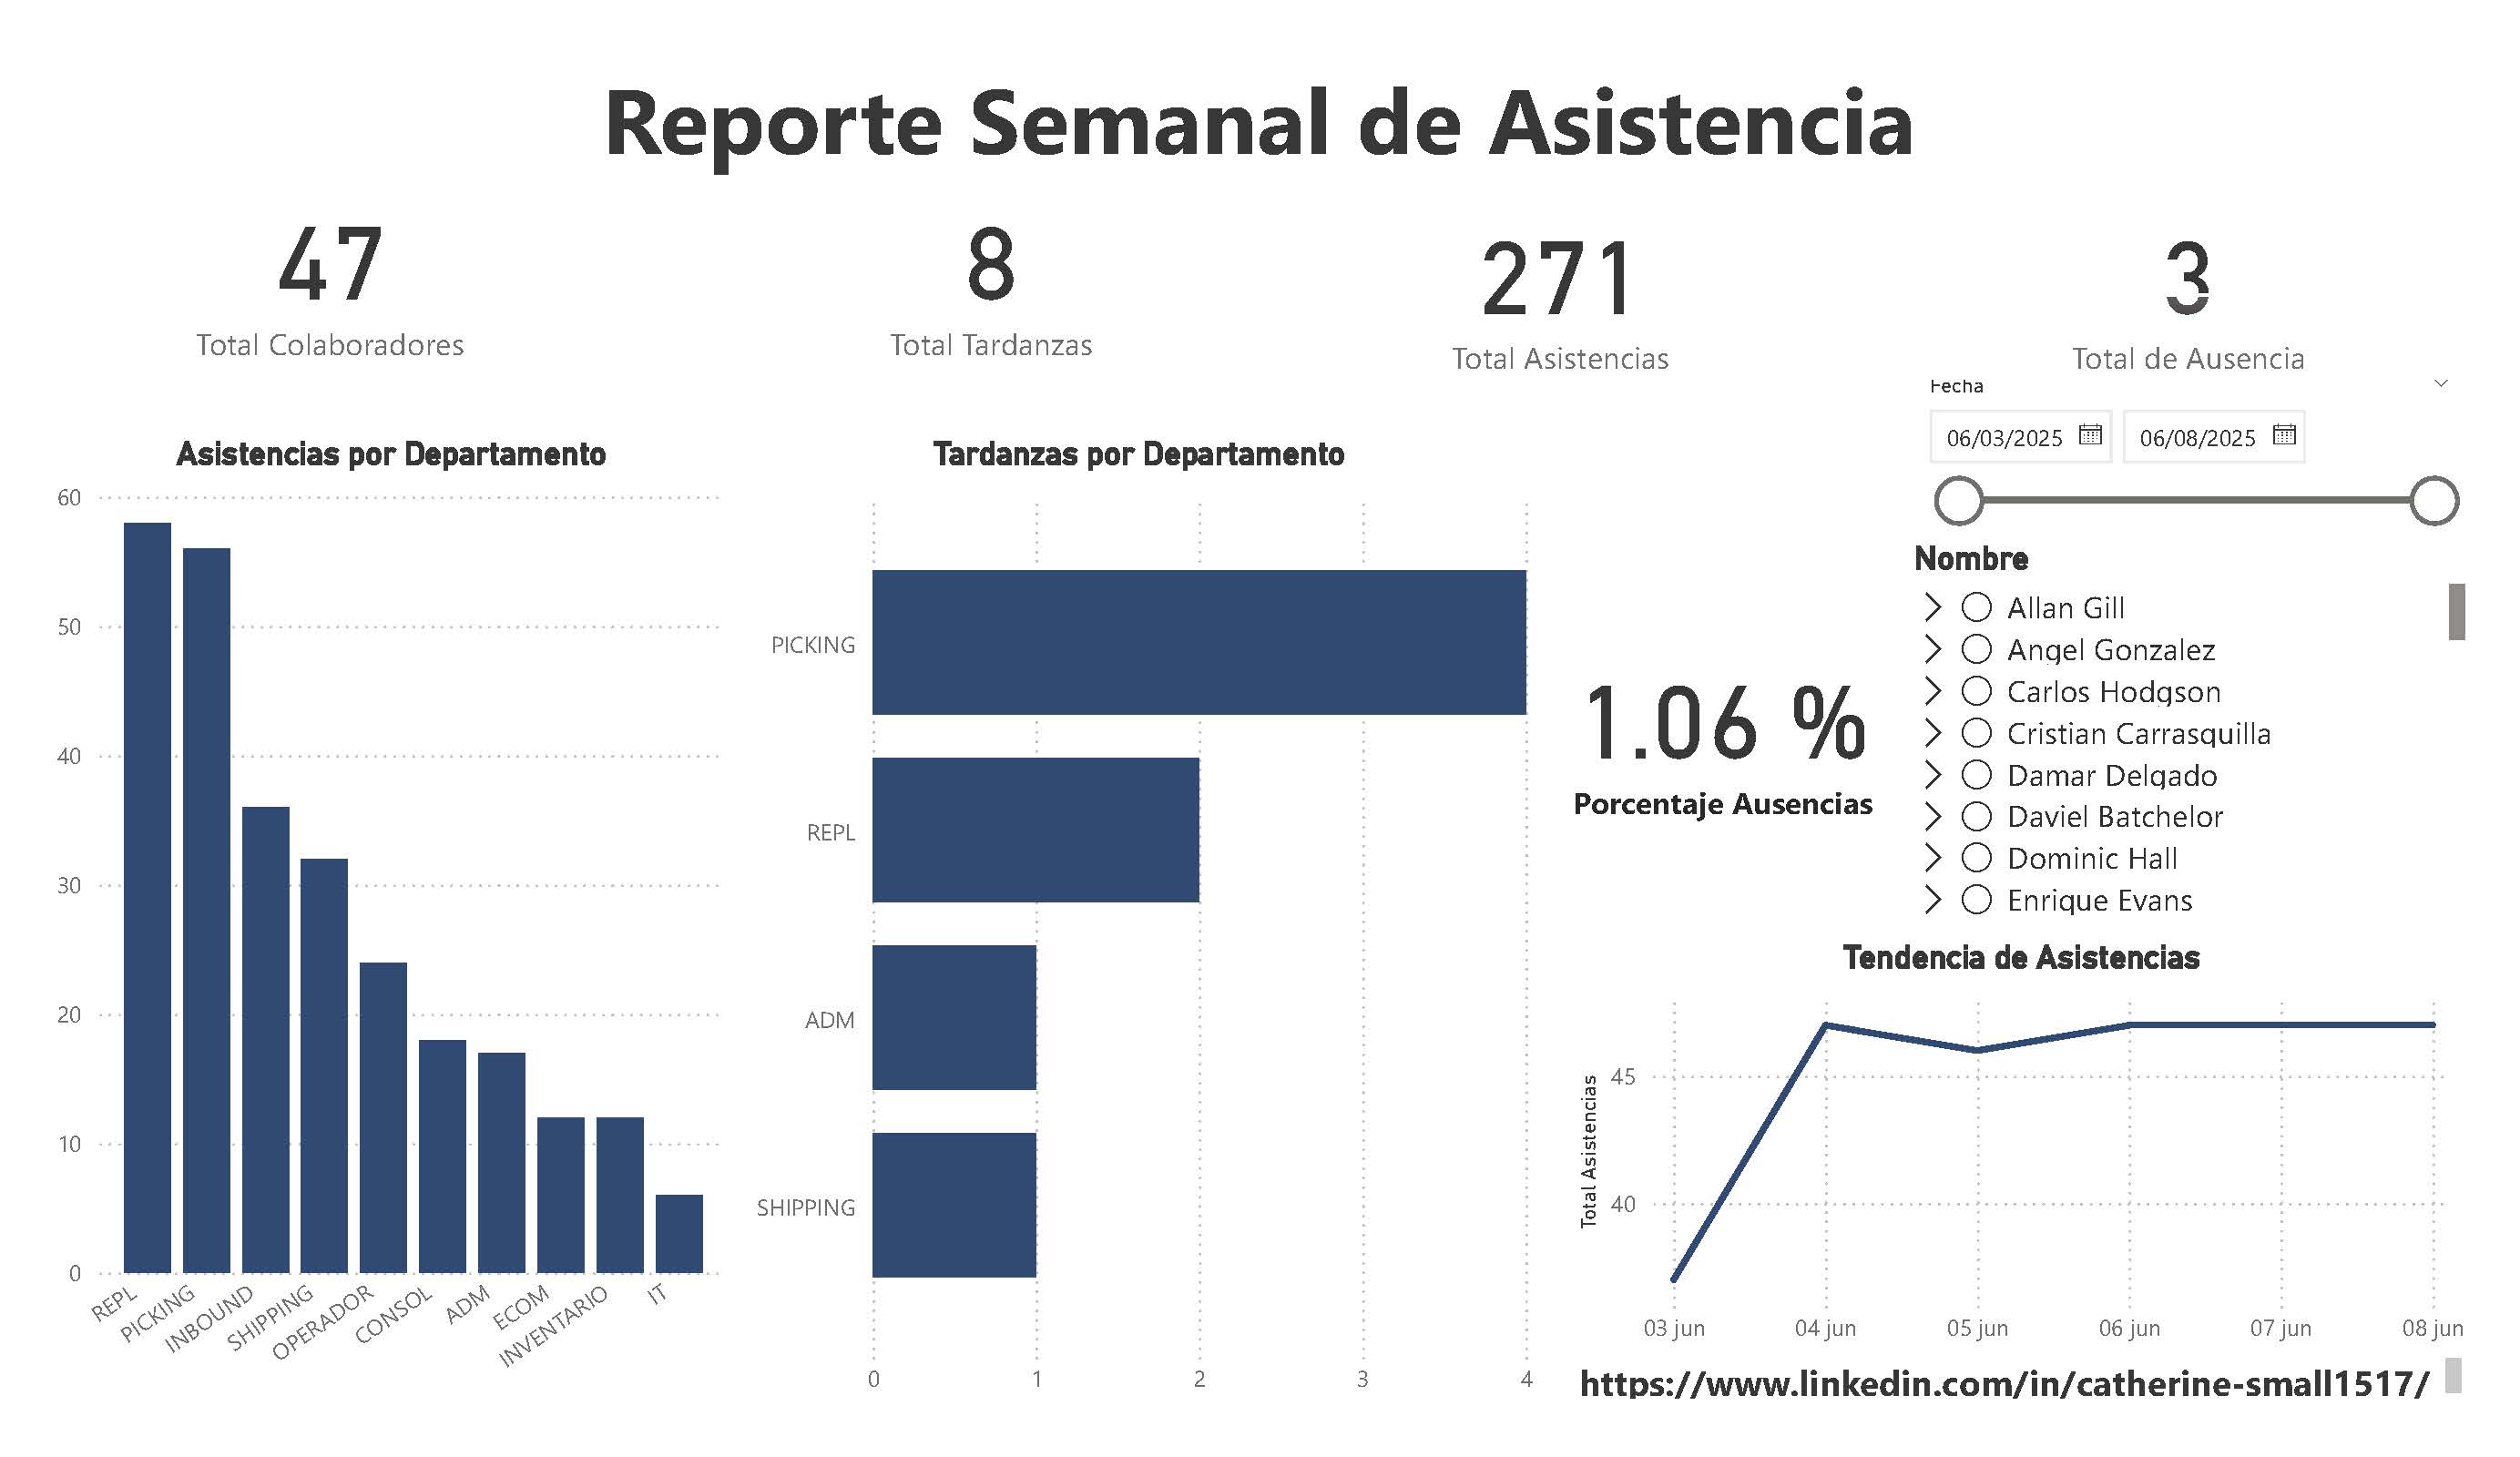 Reporte Semanal de Asistencia
47
Total Colaboradores
8
Total Tardanzas
271
Total Asistencias
3
Total de Ausencia
Asistencias por Departamento
60
50
40
30
20
10
0
REPL
PICKING
INBOUND
SHIPPING
OPERADOR
CONSOL
ADM
ECOM
INVENTARIO
IT
Tardanzas por Departamento
PICKING
REPL
ADM
SHIPPING
0 1 2 3 4
1.06 %
Porcentaje Ausencias
Fecha
06/03/2025 06/08/2025
Nombre
Allan Gill
Angel Gonzalez
Carlos Hodgson
Cristian Carrasquilla
Damar Delgado
Daviel Batchelor
Dominic Hall
Enrique Evans
Tendencia de Asistencias
Total Asistencias
45
40
03 jun 04 jun 05 jun 06 jun 07 jun 08 jun
https://www.linkedin.com/in/catherine-small1517/